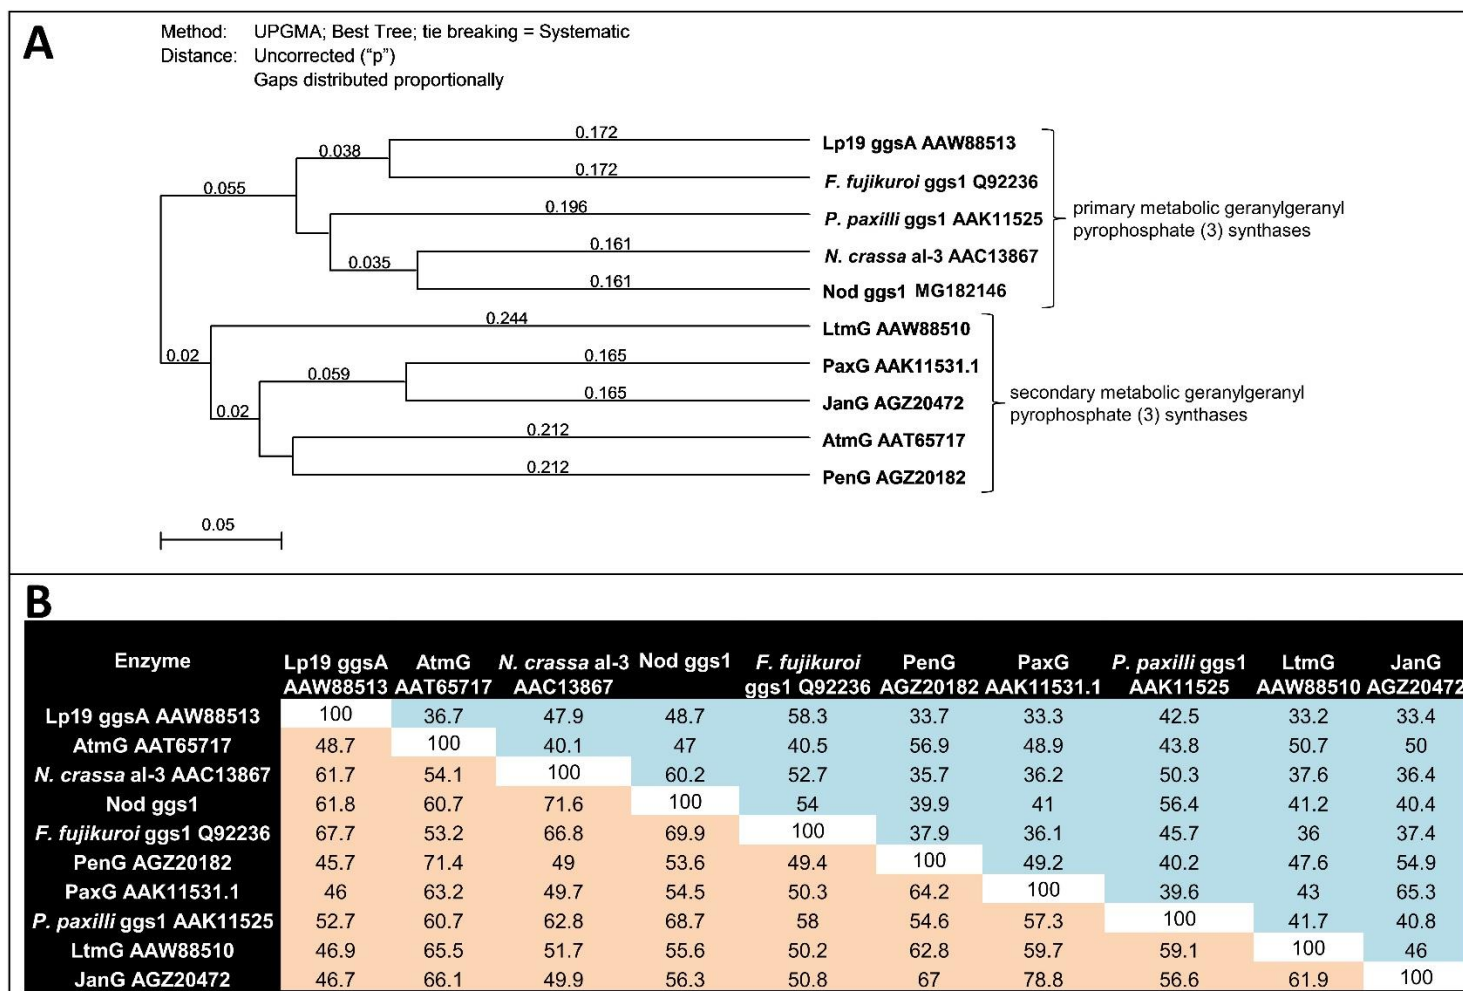 A
Method: UPGMA; Best Tree; tie breaking = Systematic
Distance: Uncorrected ("p")
Gaps distributed proportionally
0.172
Lp19 ggsA AAW88513
0.038
0.172
F. fujikuroi ggs1 Q92236
0.055
0.196
P. paxilli ggs1 AAK11525
primary metabolic geranylgeranyl
pyrophosphate (3) synthases
0.161
N. crassa al-3 AAC13867
0.035
0.161
Nod ggs1 MG182146
0.244
LtmG AAW88510
0.02
0.165
PaxG AAK11531.1
0.059
0.165
JanG AGZ20472
secondary metabolic geranylgeranyl
pyrophosphate (3) synthases
0.02
0.212
AtmG AAT65717
0.212
PenG AGZ20182
0.05
B
Enzyme Lp19 ggsA AtmG N. crassa al-3 Nod ggs1 F. fujikuroi PenG PaxG P. paxilli ggs1 LtmG JanG
AAW88513 AAT65717 AAC13867 ggs1 Q92236 AGZ20182 AAK11531.1 AAK11525 AAW88510 AGZ20472
Lp19 ggsA AAW88513 100 36.7 47.9 48.7 58.3 33.7 33.3 42.5 33.2 33.4
AtmG AAT65717 48.7 100 40.1 47 40.5 56.9 48.9 43.8 50.7 50
N. crassa al-3 AAC13867 61.7 54.1 100 60.2 52.7 35.7 36.2 50.3 37.6 36.4
Nod ggs1 61.8 60.7 71.6 100 54 39.9 41 56.4 41.2 40.4
F. fujikuroi ggs1 Q92236 67.7 53.2 66.8 69.9 100 37.9 36.1 45.7 36 37.4
PenG AGZ20182 45.7 71.4 49 53.6 49.4 100 49.2 40.2 47.6 54.9
PaxG AAK11531.1 46 63.2 49.7 54.5 50.3 64.2 100 39.6 43 65.3
P. paxilli ggs1 AAK11525 52.7 60.7 62.8 68.7 58 54.6 57.3 100 41.7 40.8
LtmG AAW88510 46.9 65.5 51.7 55.6 50.2 62.8 59.7 59.1 100 46
JanG AGZ20472 46.7 66.1 49.9 56.3 50.8 67 78.8 56.6 61.9 100